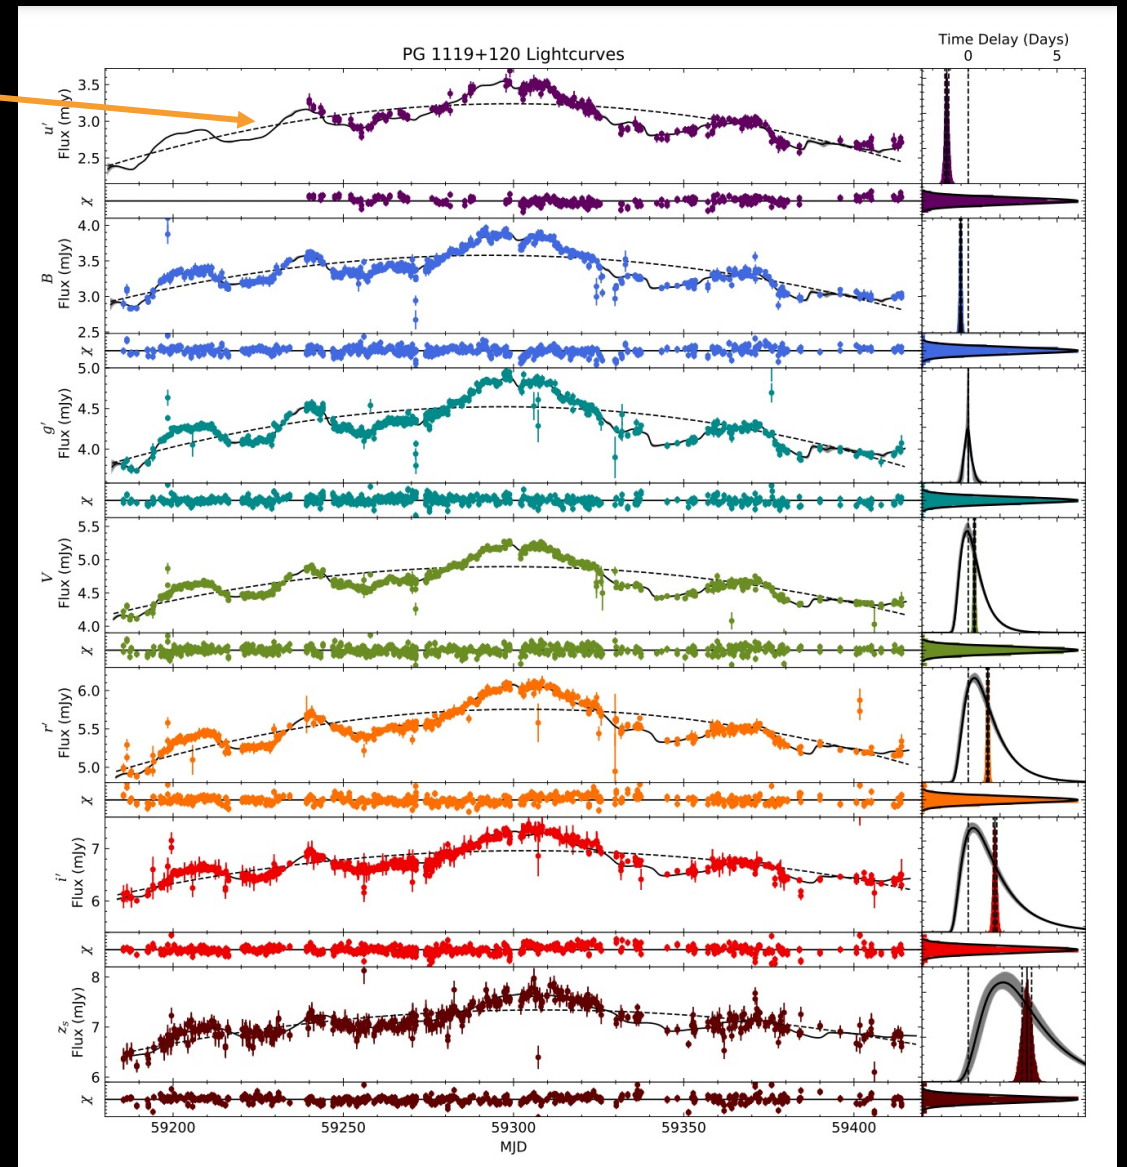 PG 1119+120 Lightcurves
Time Delay (Days)
0 5
u'
Flux (mJy)
3.5
3.0
2.5
χ
B
Flux (mJy)
4.0
3.5
3.0
2.5
χ
g'
Flux (mJy)
5.0
4.5
4.0
χ
V
Flux (mJy)
5.5
5.0
4.5
4.0
χ
r'
Flux (mJy)
6.0
5.5
5.0
χ
i'
Flux (mJy)
7
6
χ
zs
Flux (mJy)
8
7
6
χ
59200 59250 59300 59350 59400
MJD